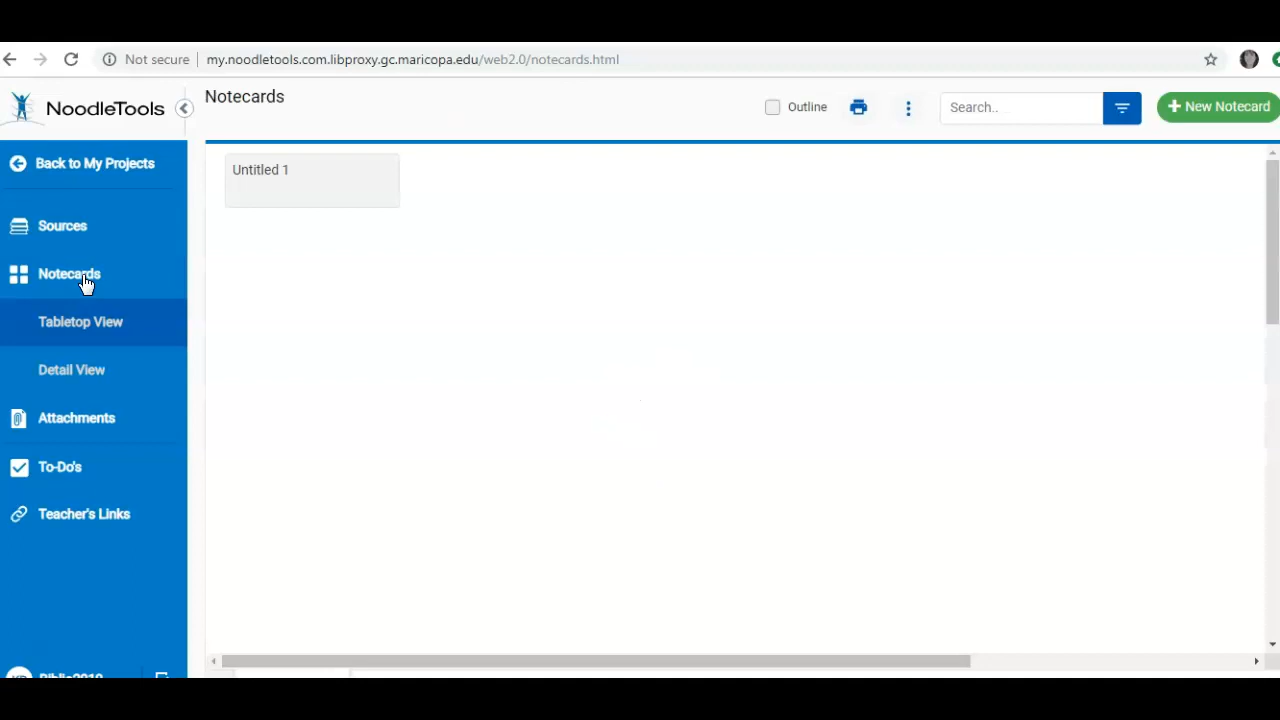 Not secure
my.noodletools.com.libproxy.gc.maricopa.edu/web2.0/notecards.html
NoodleTools
Notecards
Outline
Search..
New Notecard
Back to My Projects
Untitled 1
Sources
Notecards
Tabletop View
Detail View
Attachments
To-Do's
Teacher's Links
Biblio2019